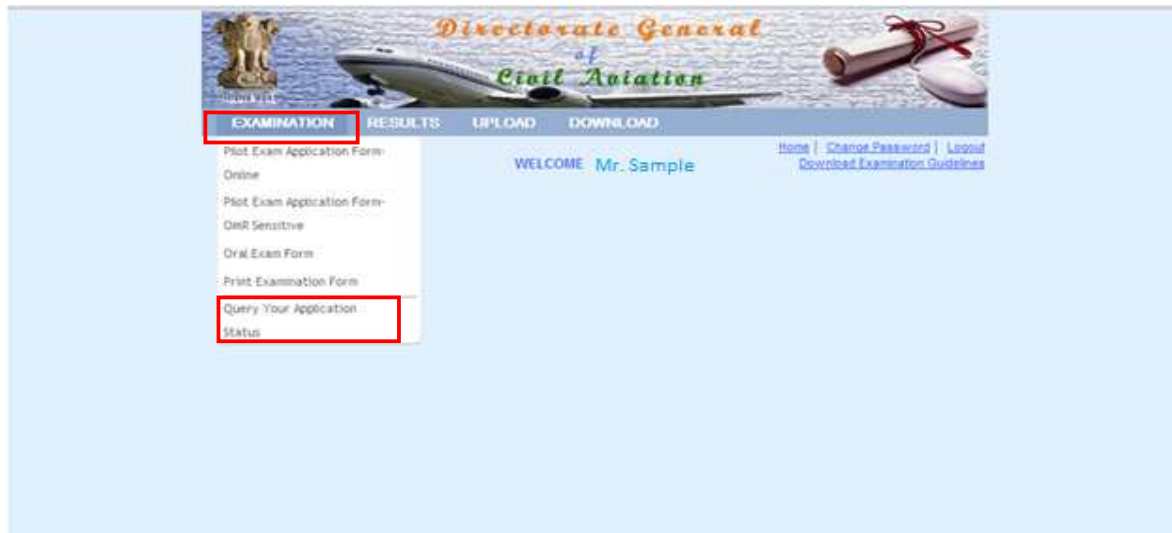 Directorate General
of
Civil Aviation
EXAMINATION RESULTS UPLOAD DOWNLOAD
Pilot Exam Application Form-
Online
Pilot Exam Application Form-
OMR Sensitive
Oral Exam Form
Print Examination Form
Query Your Application
Status
WELCOME Mr. Sample
Home | Change Password | Logout
Download Examination Guidelines